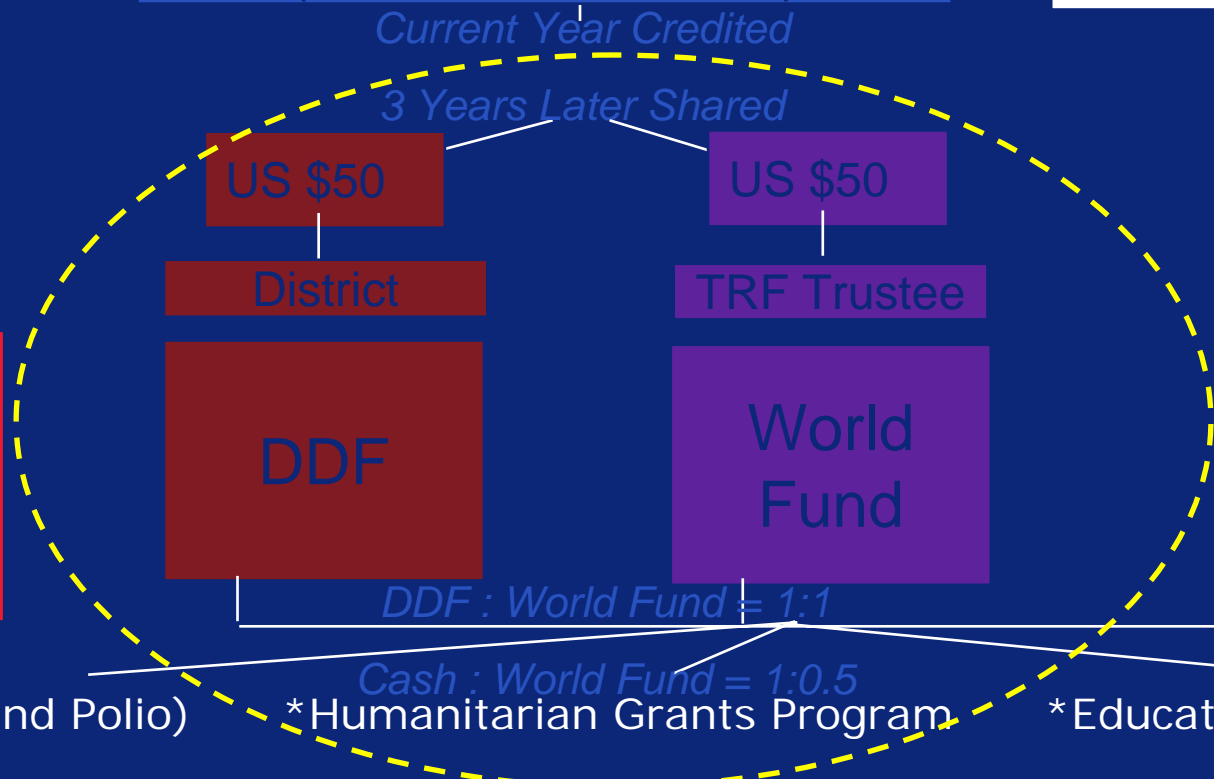 Current Year Credited
3 Years Later Shared
US $50
US $50
District
TRF Trustee
DDF
World
Fund
DDF : World Fund = 1:1
Cash : World Fund = 1:0.5
nd Polio) *Humanitarian Grants Program *Educat